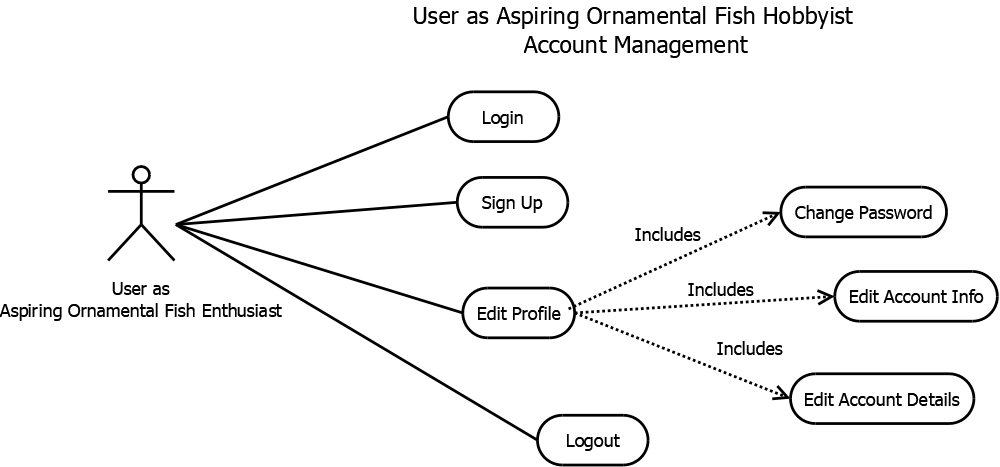 User as Aspiring Ornamental Fish Hobbyist
Account Management
Login
Sign Up
Change Password
Includes
User as
Aspiring Ornamental Fish Enthusiast
Includes
Edit Account Info
Edit Profile
Includes
Edit Account Details
Logout